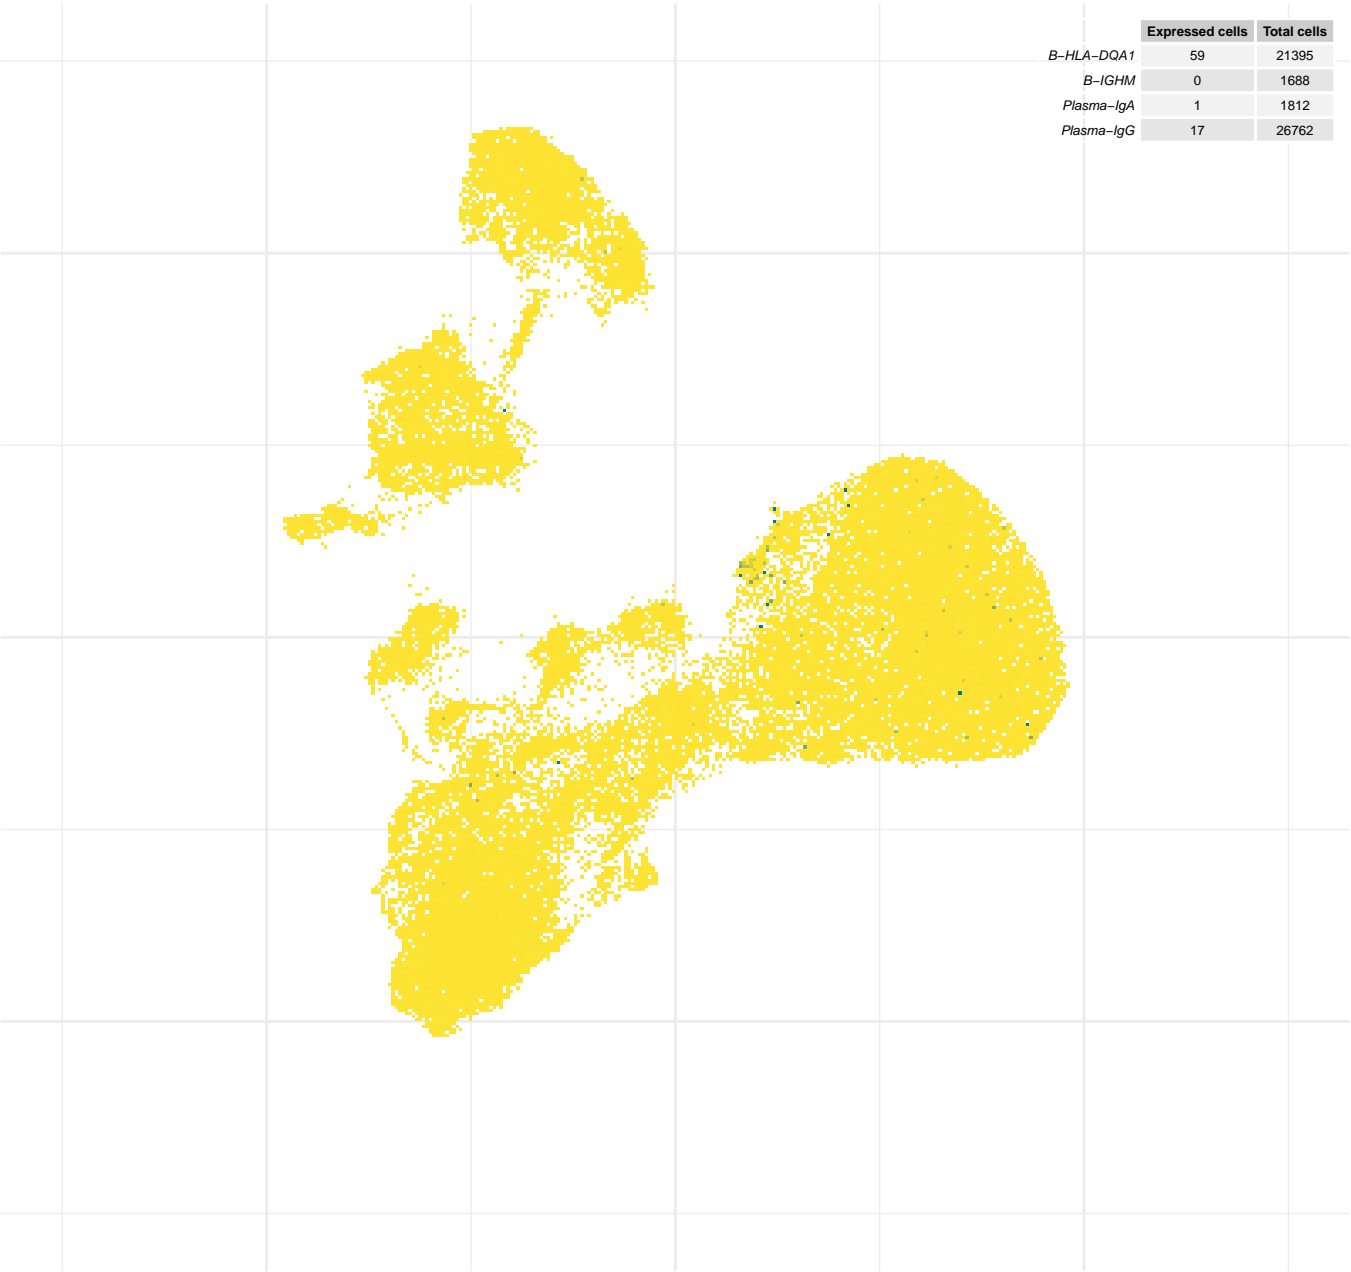 Expressed cells Total cells
B−HLA−DQA1 59 21395
B−IGHM 0 1688
Plasma−IgA 1 1812
Plasma−IgG 17 26762